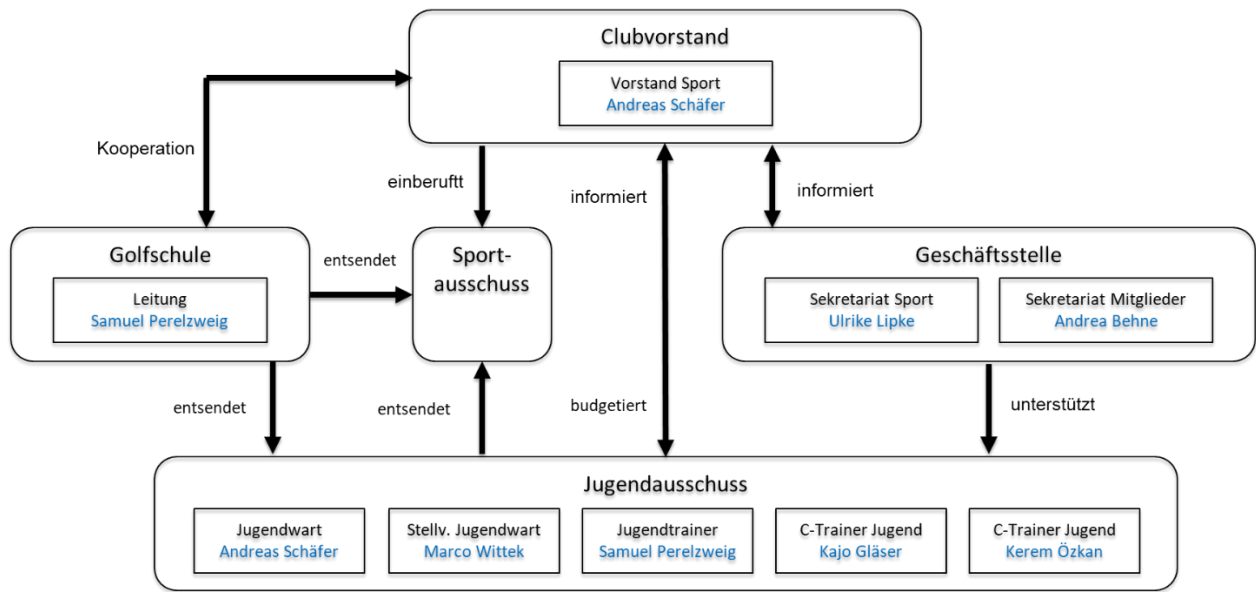 Clubvorstand
Vorstand Sport
Andreas Schäfer
Kooperation
einberuftt
informiert
informiert
Golfschule
Leitung
Samuel Perelzweig
entsendet
Sport-
ausschuss
Geschäftsstelle
Sekretariat Sport
Ulrike Lipke
Sekretariat Mitglieder
Andrea Behne
entsendet
entsendet
budgetiert
unterstützt
Jugendausschuss
Jugendwart
Andreas Schäfer
Stellv. Jugendwart
Marco Wittek
Jugendtrainer
Samuel Perelzweig
C-Trainer Jugend
Kajo Gläser
C-Trainer Jugend
Kerem Özkan